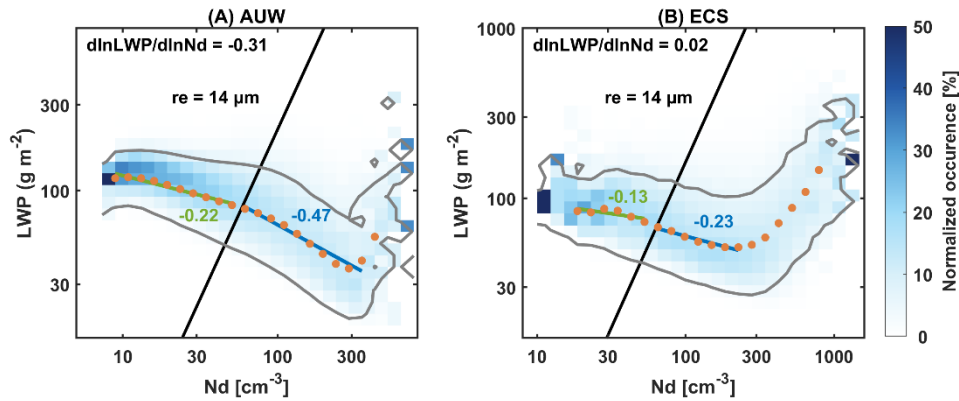 (A) AUW
dlnLWP/dlnNd = -0.31
re = 14 μm
-0.22
-0.47
LWP (g m⁻²)
300
100
30
10 30 100 300
Nd [cm⁻³]
(B) ECS
dlnLWP/dlnNd = 0.02
re = 14 μm
-0.13
-0.23
LWP (g m⁻²)
1000
300
100
30
10 30 100 300 1000
Nd [cm⁻³]
50
40
30
20
10
0
Normalized occurence [%]